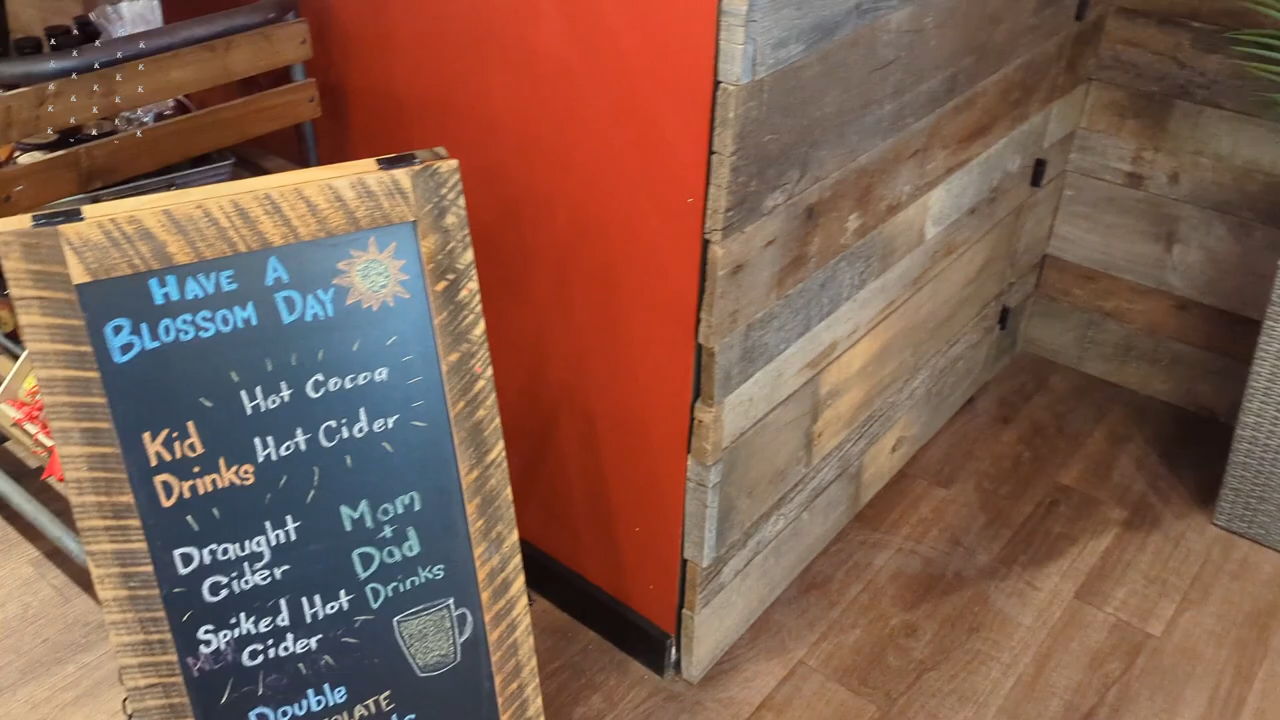 HAVE A
BLOSSOM DAY
Hot Cocoa
Kid
Drinks
Hot Cider
Draught
Cider
Mom
+
Dad
Drinks
Spiked Hot
Cider
Double